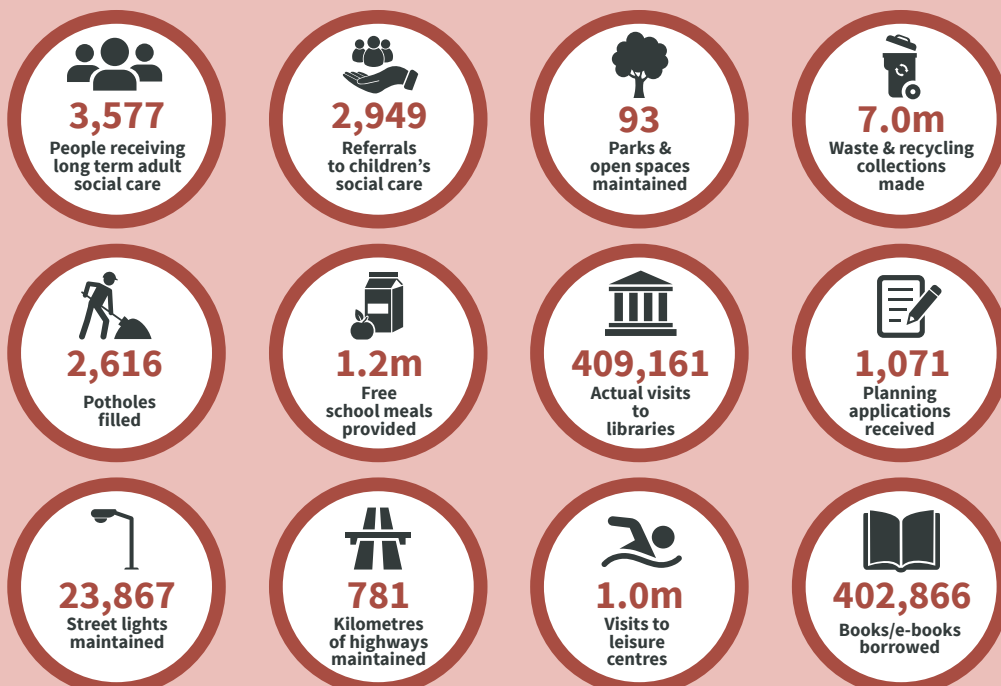 3,577
People receiving
long term adult
social care
2,949
Referrals
to children's
social care
93
Parks &
open spaces
maintained
7.0m
Waste & recycling
collections
made
2,616
Potholes
filled
1.2m
Free
school meals
provided
409,161
Actual visits
to
libraries
1,071
Planning
applications
received
23,867
Street lights
maintained
781
Kilometres
of highways
maintained
1.0m
Visits to
leisure
centres
402,866
Books/e-books
borrowed